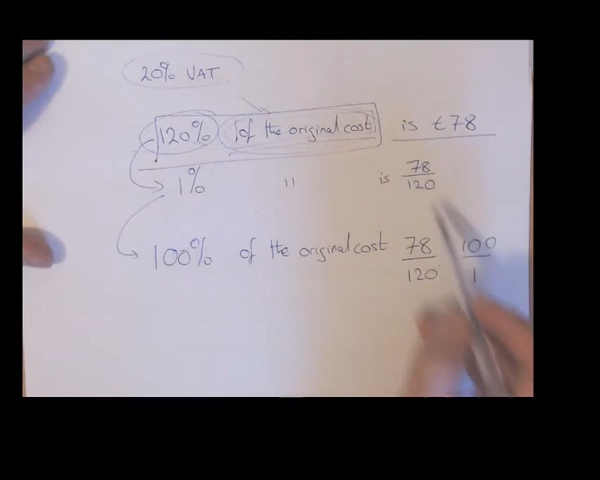 20% VAT
120% of the original cost is €78
1% " is 78/120
100% of the original cost 78/120 100/1